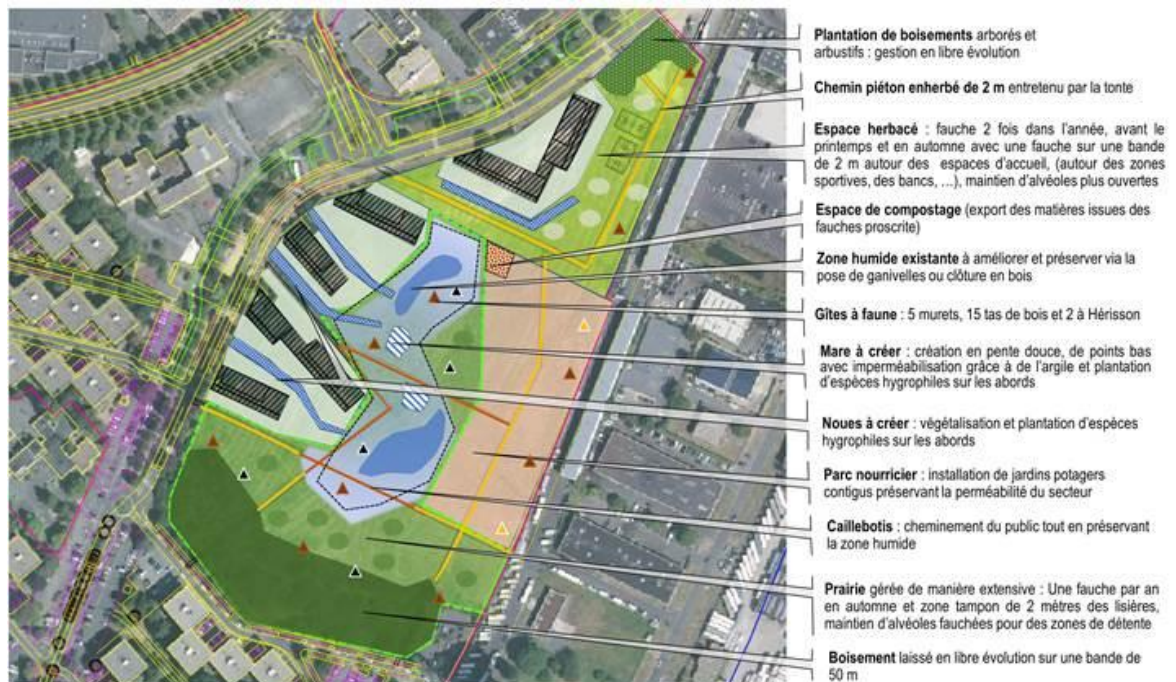 Plantation de boisements arborés et
arbustifs : gestion en libre évolution
Chemin piéton enherbé de 2 m entretenu par la tonte
Espace herbacé : fauche 2 fois dans l'année, avant le
printemps et en automne avec une fauche sur une bande
de 2 m autour des espaces d'accueil, (autour des zones
sportives, des bancs, ...), maintien d'alvéoles plus ouvertes
Espace de compostage (export des matières issues des
fauches proscrite)
Zone humide existante à améliorer et préserver via la
pose de ganivelles ou clôture en bois
Gîtes à faune : 5 murets, 15 tas de bois et 2 à Hérisson
Mare à créer : création en pente douce, de points bas
avec imperméabilisation grâce à de l'argile et plantation
d'espèces hygrophiles sur les abords
Noues à créer : végétalisation et plantation d'espèces
hygrophiles sur les abords
Parc nourricier : installation de jardins potagers
contigus préservant la perméabilité du secteur
Caillebotis : cheminement du public tout en préservant
la zone humide
Prairie gérée de manière extensive : Une fauche par an
en automne et zone tampon de 2 mètres des lisières,
maintien d'alvéoles fauchées pour des zones de détente
Boisement laissé en libre évolution sur une bande de
50 m